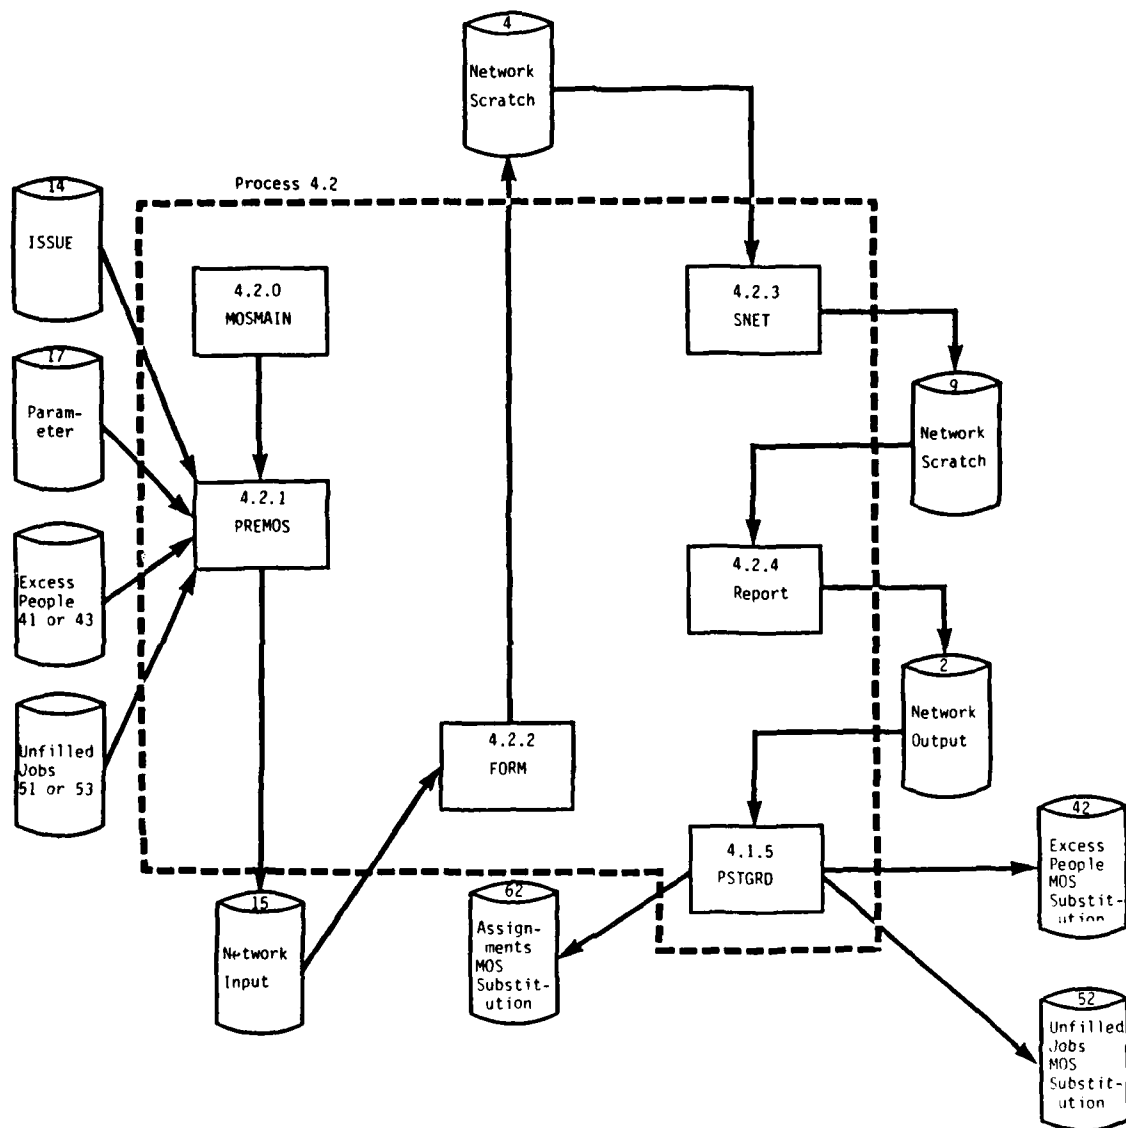 4
Network
Scratch
Process 4.2
14
ISSUE
4.2.0
MOSMAIN
4.2.3
SNET
17
Param-
eter
9
Network
Scratch
4.2.1
PREMOS
Excess
People
41 or 43
4.2.4
Report
2
Network
Output
Unfilled
Jobs
51 or 53
4.2.2
FORM
42
Excess
People
MOS
Substit-
ution
4.1.5
PSTGRD
62
Assign-
ments
MOS
Substit-
ution
15
Network
Input
52
Unfilled
Jobs
MOS
Substit-
ution